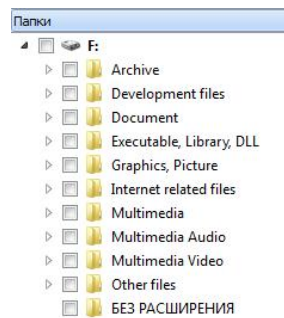 Папки
F:
Archive
Development files
Document
Executable, Library, DLL
Graphics, Picture
Internet related files
Multimedia
Multimedia Audio
Multimedia Video
Other files
БЕЗ РАСШИРЕНИЯ